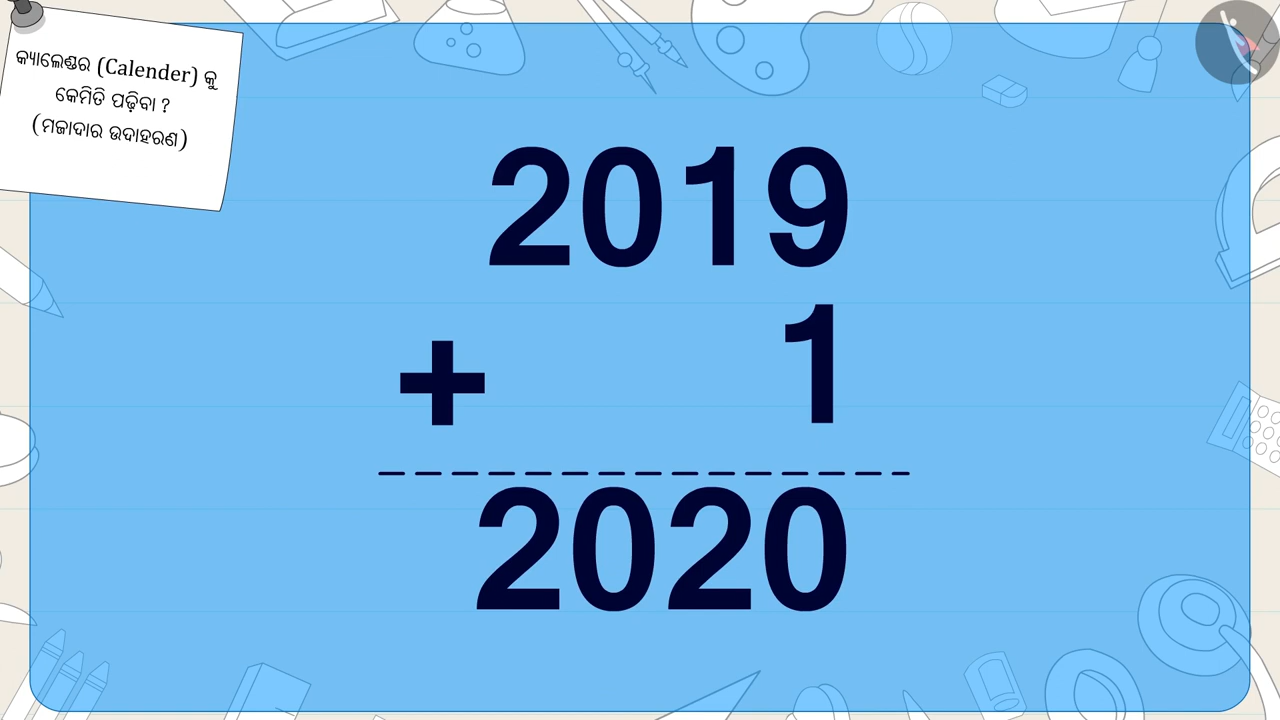 କ୍ୟାଲେଣ୍ଡର (Calender) କୁ
କେମିତି ପଢ଼ିବା ?
(ମଜାଦାର ଉଦାହରଣ)
2019
+ 1
2020